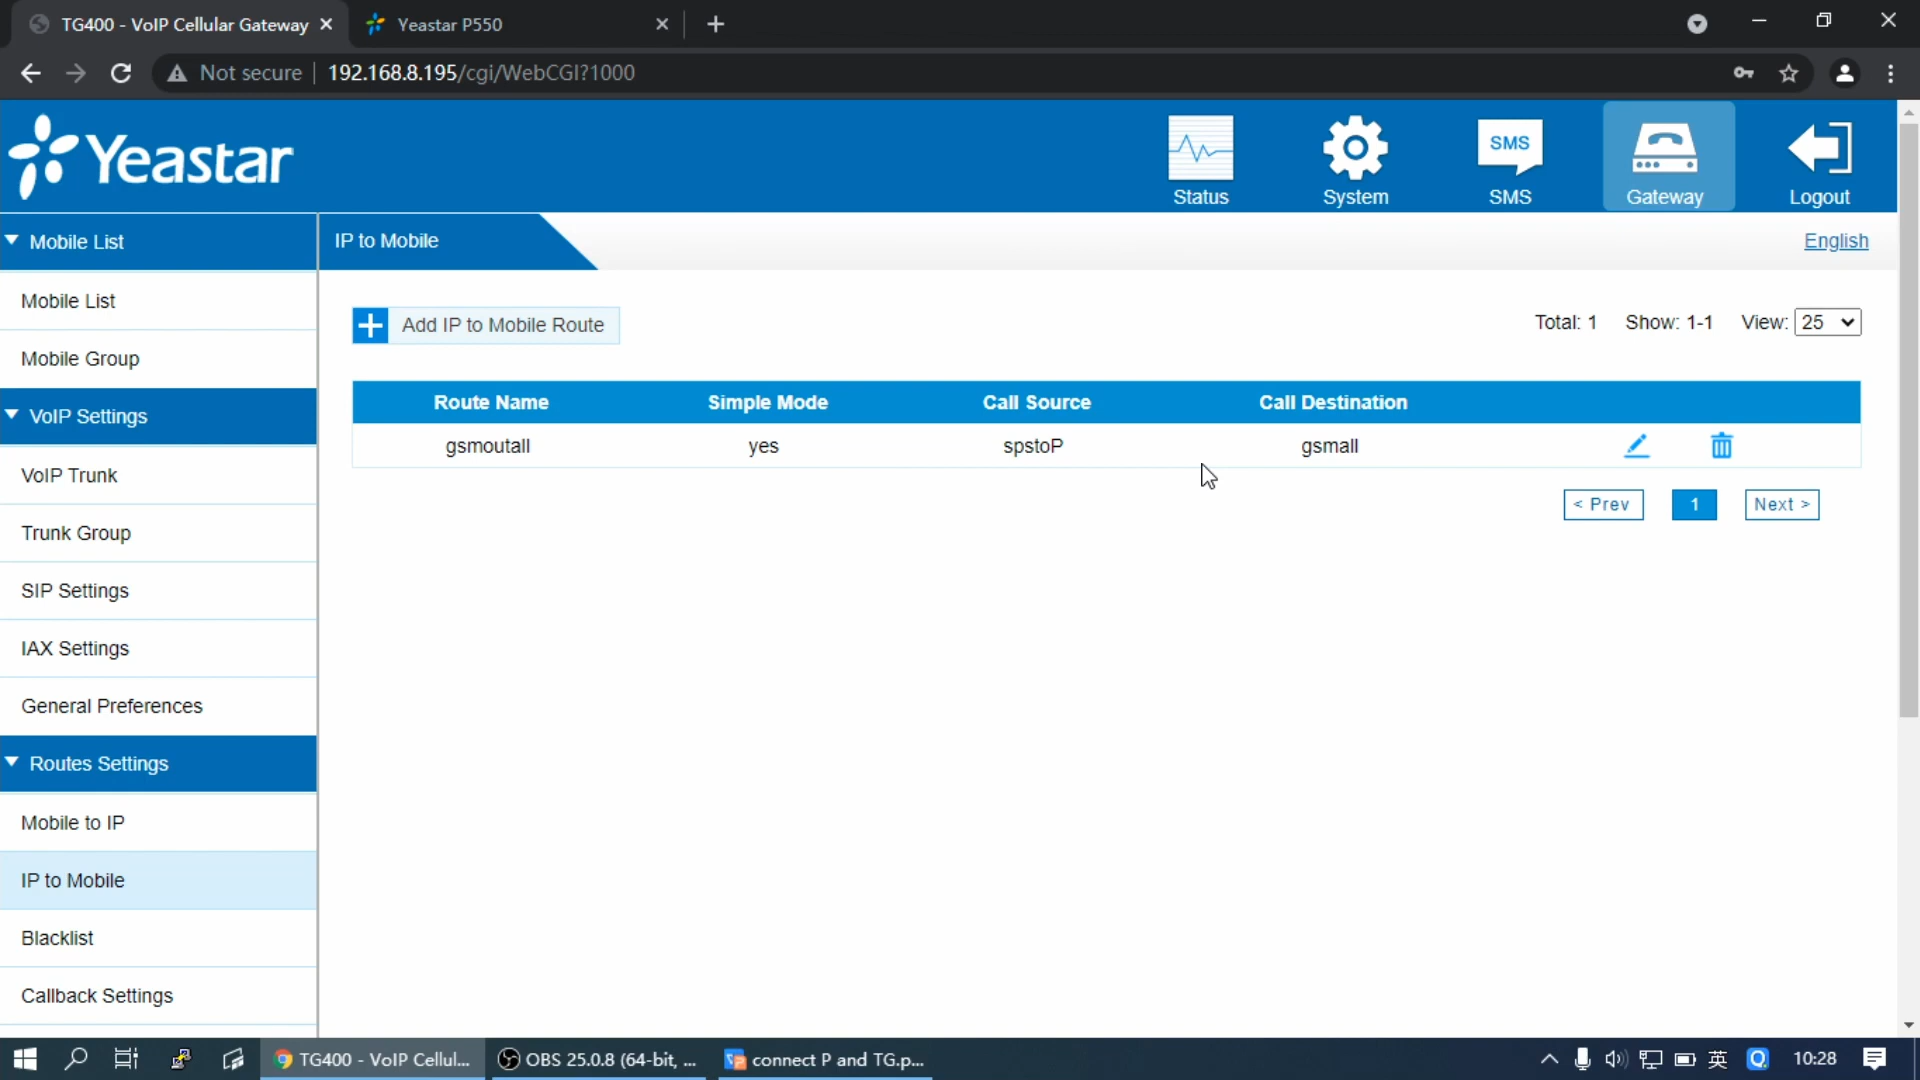 TG400 - VoIP Cellular Gateway
Yeastar P550
Not secure
192.168.8.195/cgi/WebCGI?1000
Yeastar
Status
System
SMS
SMS
Gateway
Logout
Mobile List
IP to Mobile
English
Mobile List
Mobile Group
VoIP Settings
VoIP Trunk
Trunk Group
SIP Settings
IAX Settings
General Preferences
Routes Settings
Mobile to IP
IP to Mobile
Blacklist
Callback Settings
Add IP to Mobile Route
Total: 1 Show: 1-1 View: 25
Route Name Simple Mode Call Source Call Destination
gsmoutall yes spstoP gsmall
< Prev 1 Next >
TG400 - VoIP Cellul...
OBS 25.0.8 (64-bit, ...
connect P and TG.p...
英
10:28